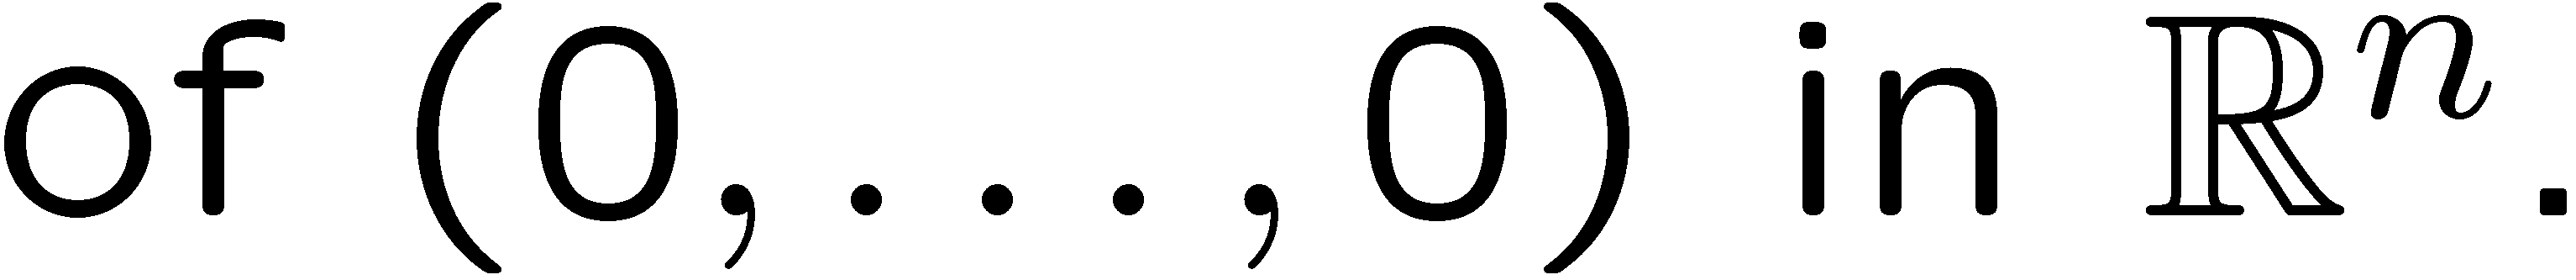 of (0, . . . , 0) in ℝⁿ.